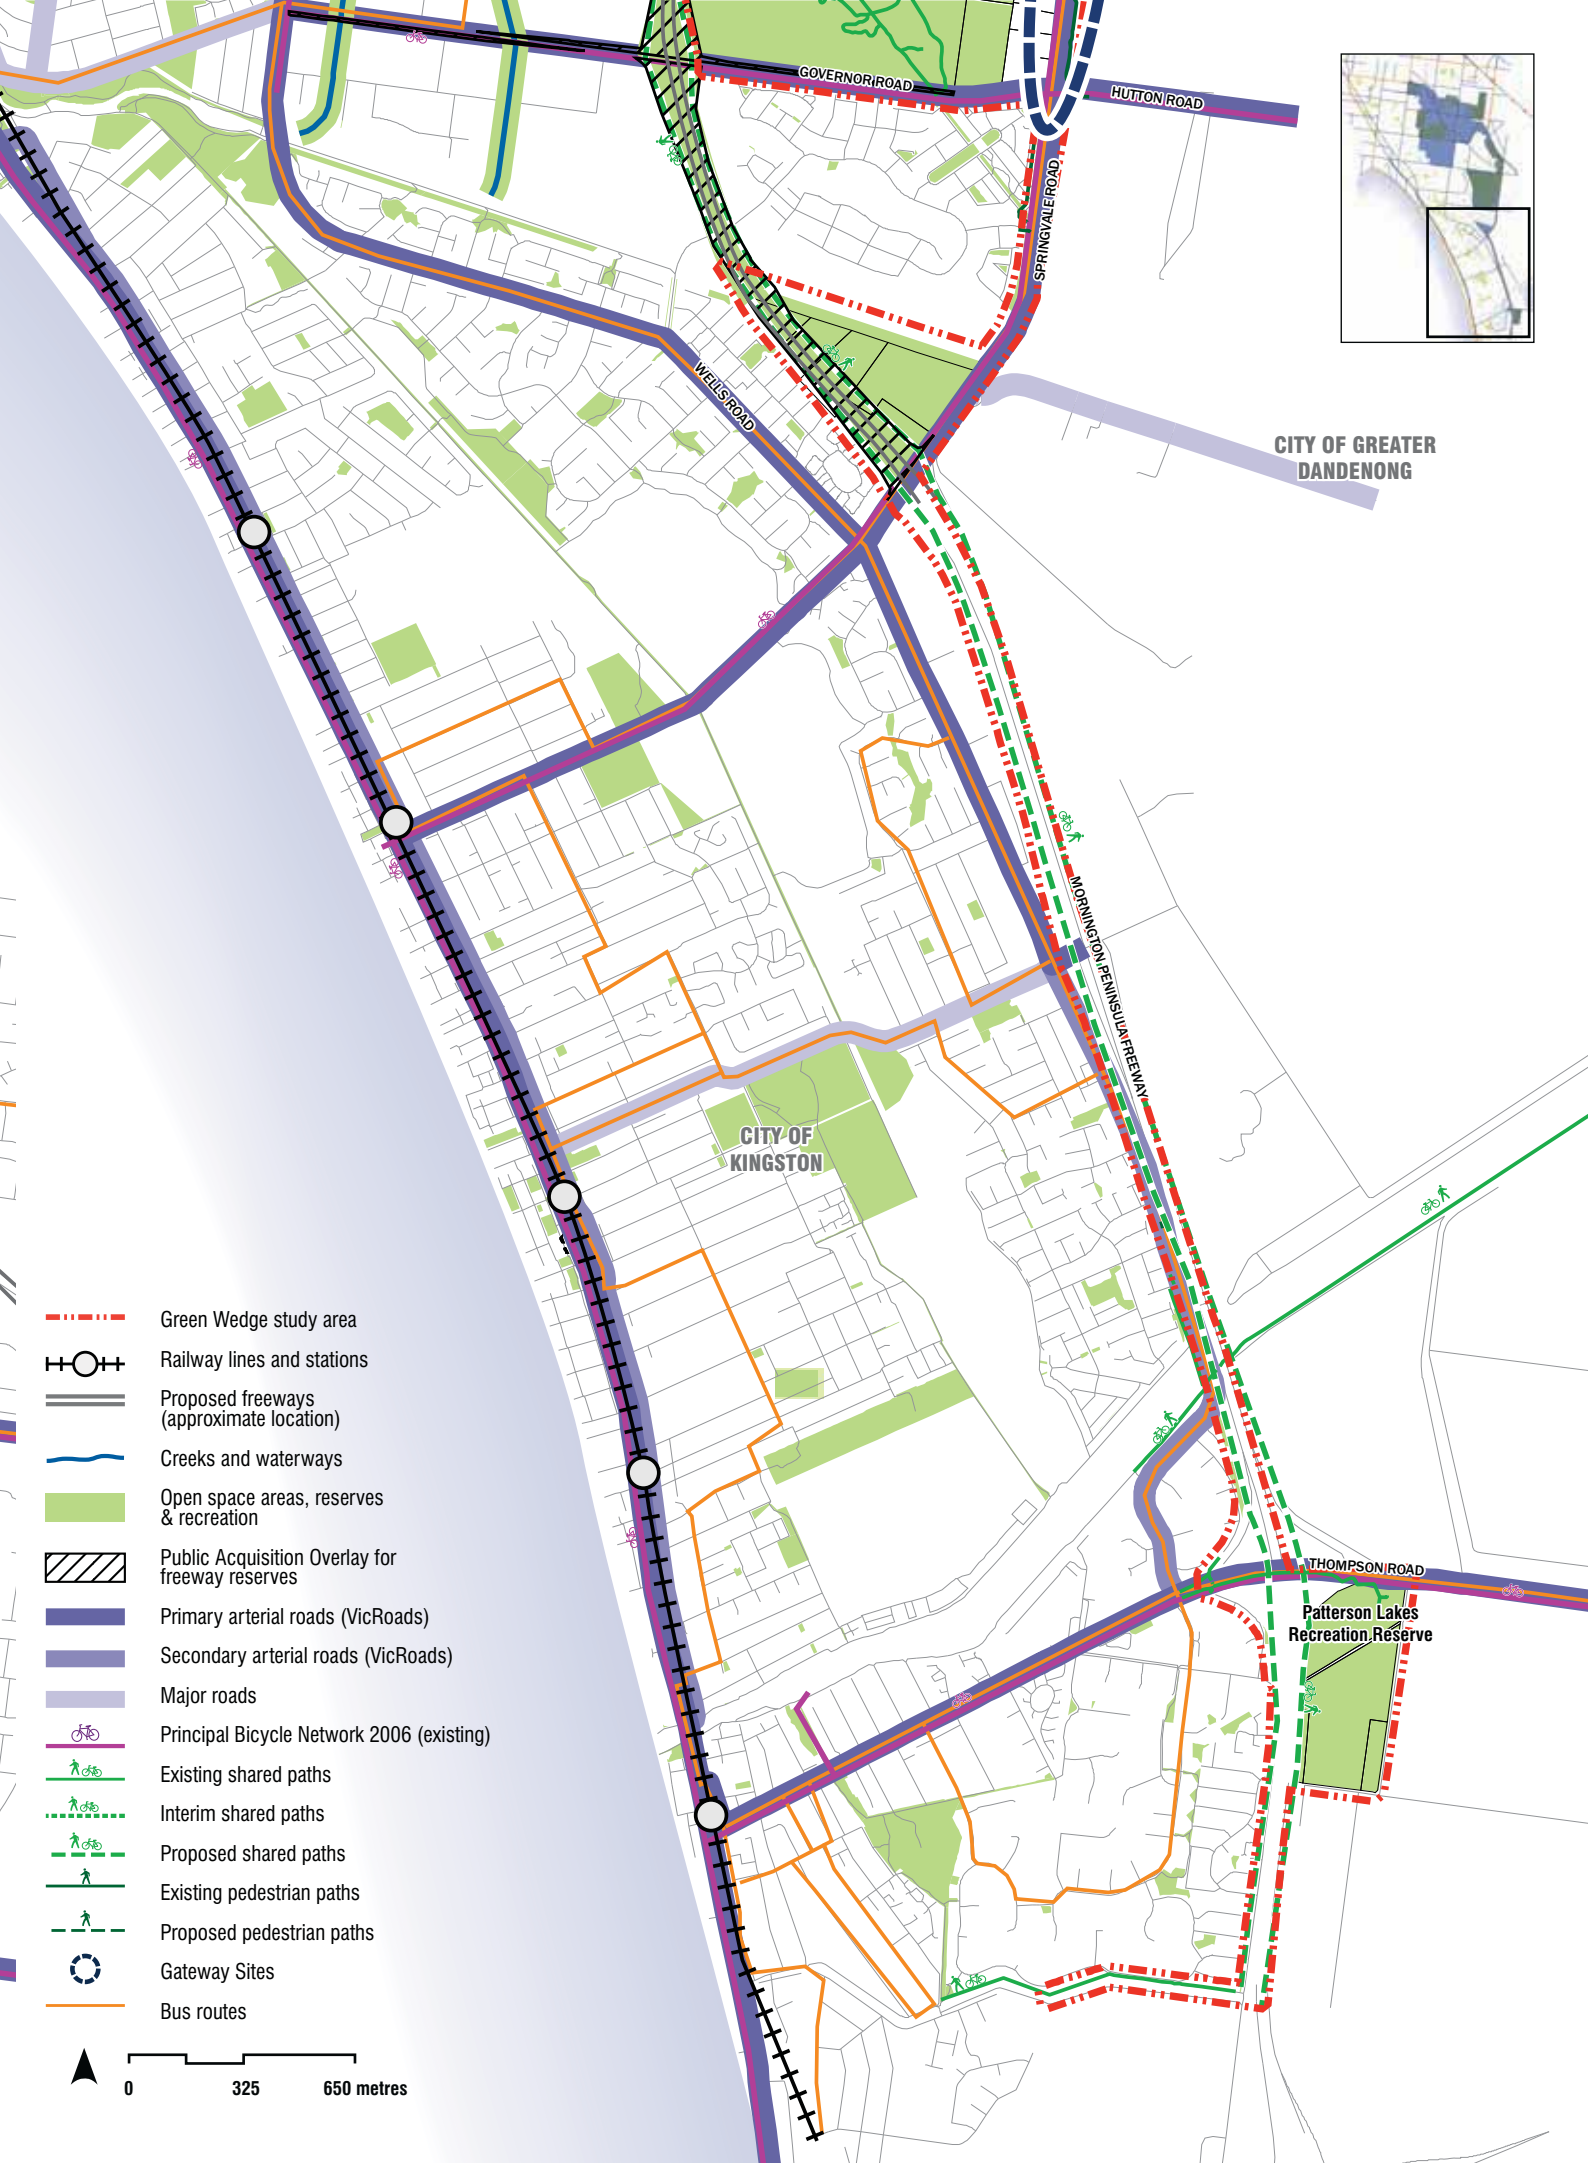 GOVERNOR ROAD
HUTTON ROAD
SPRINGVALE ROAD
WELLS ROAD
CITY OF GREATER
DANDENONG
MORNINGTON PENINSULA FREEWAY
CITY OF
KINGSTON
THOMPSON ROAD
Patterson Lakes
Recreation Reserve
Green Wedge study area
Railway lines and stations
Proposed freeways
(approximate location)
Creeks and waterways
Open space areas, reserves
& recreation
Public Acquisition Overlay for
freeway reserves
Primary arterial roads (VicRoads)
Secondary arterial roads (VicRoads)
Major roads
Principal Bicycle Network 2006 (existing)
Existing shared paths
Interim shared paths
Proposed shared paths
Existing pedestrian paths
Proposed pedestrian paths
Gateway Sites
Bus routes
0 325 650 metres